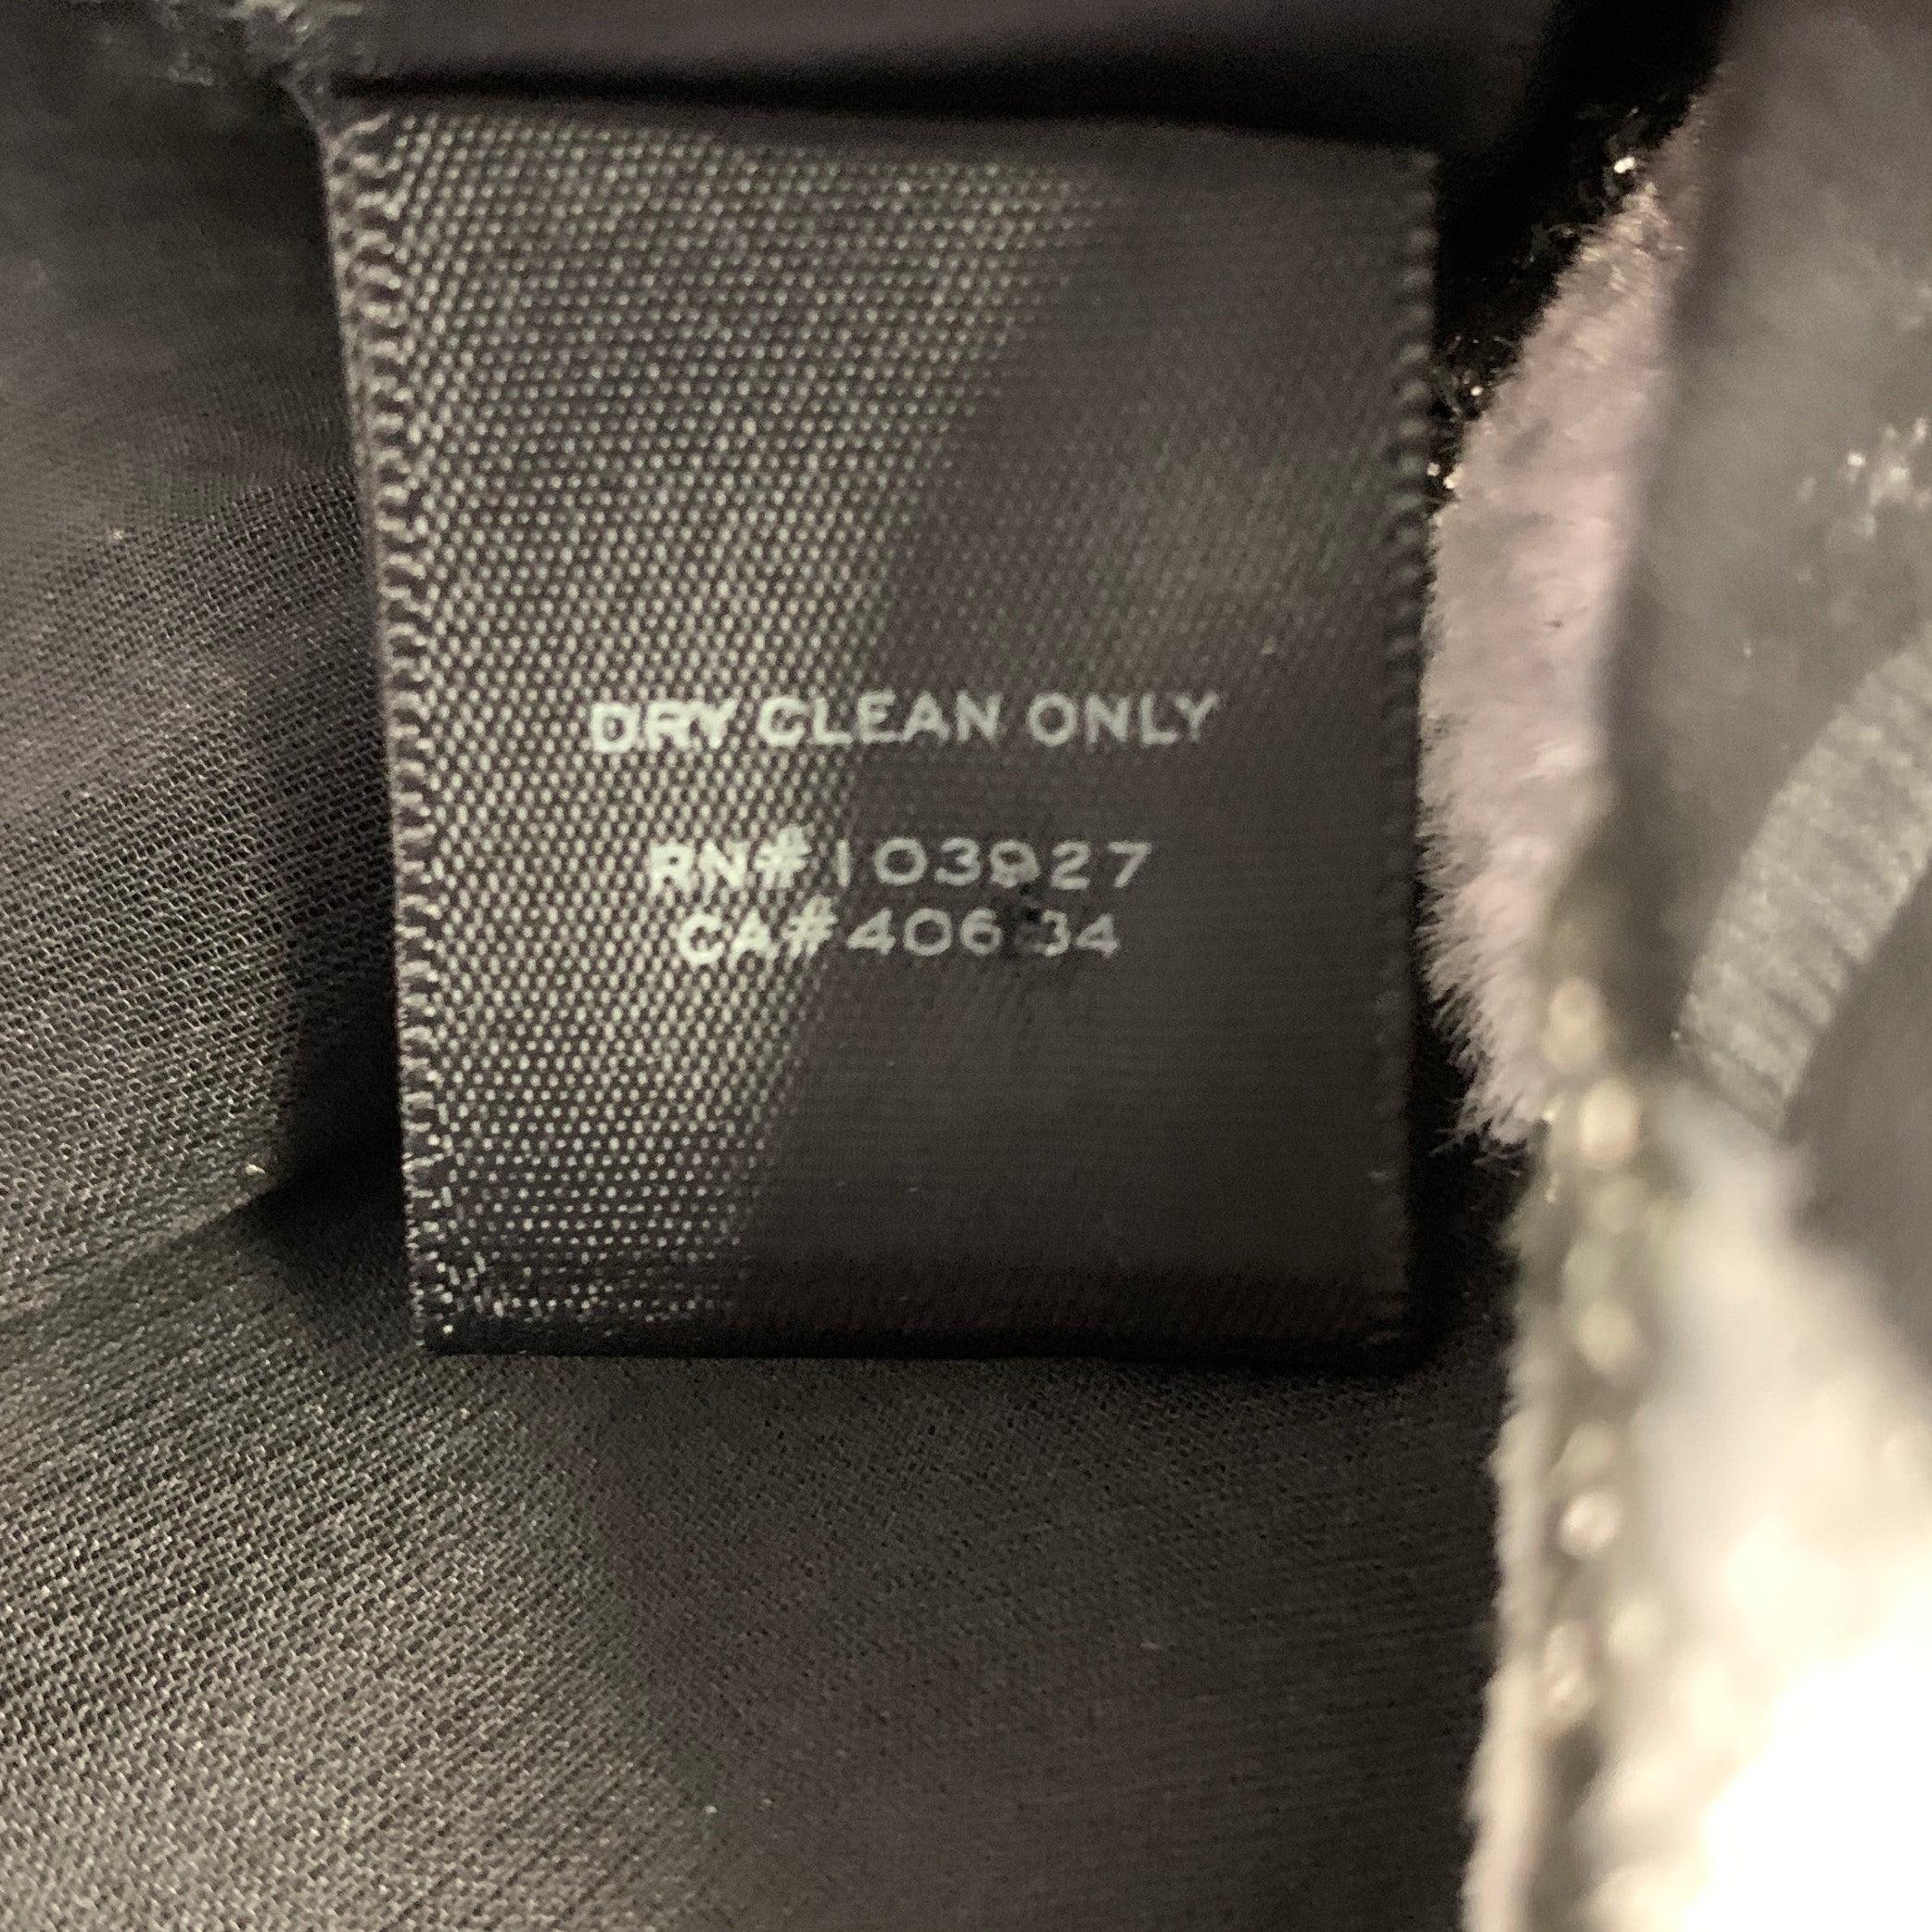 DRY CLEAN ONLY
RN# 103927
CA#